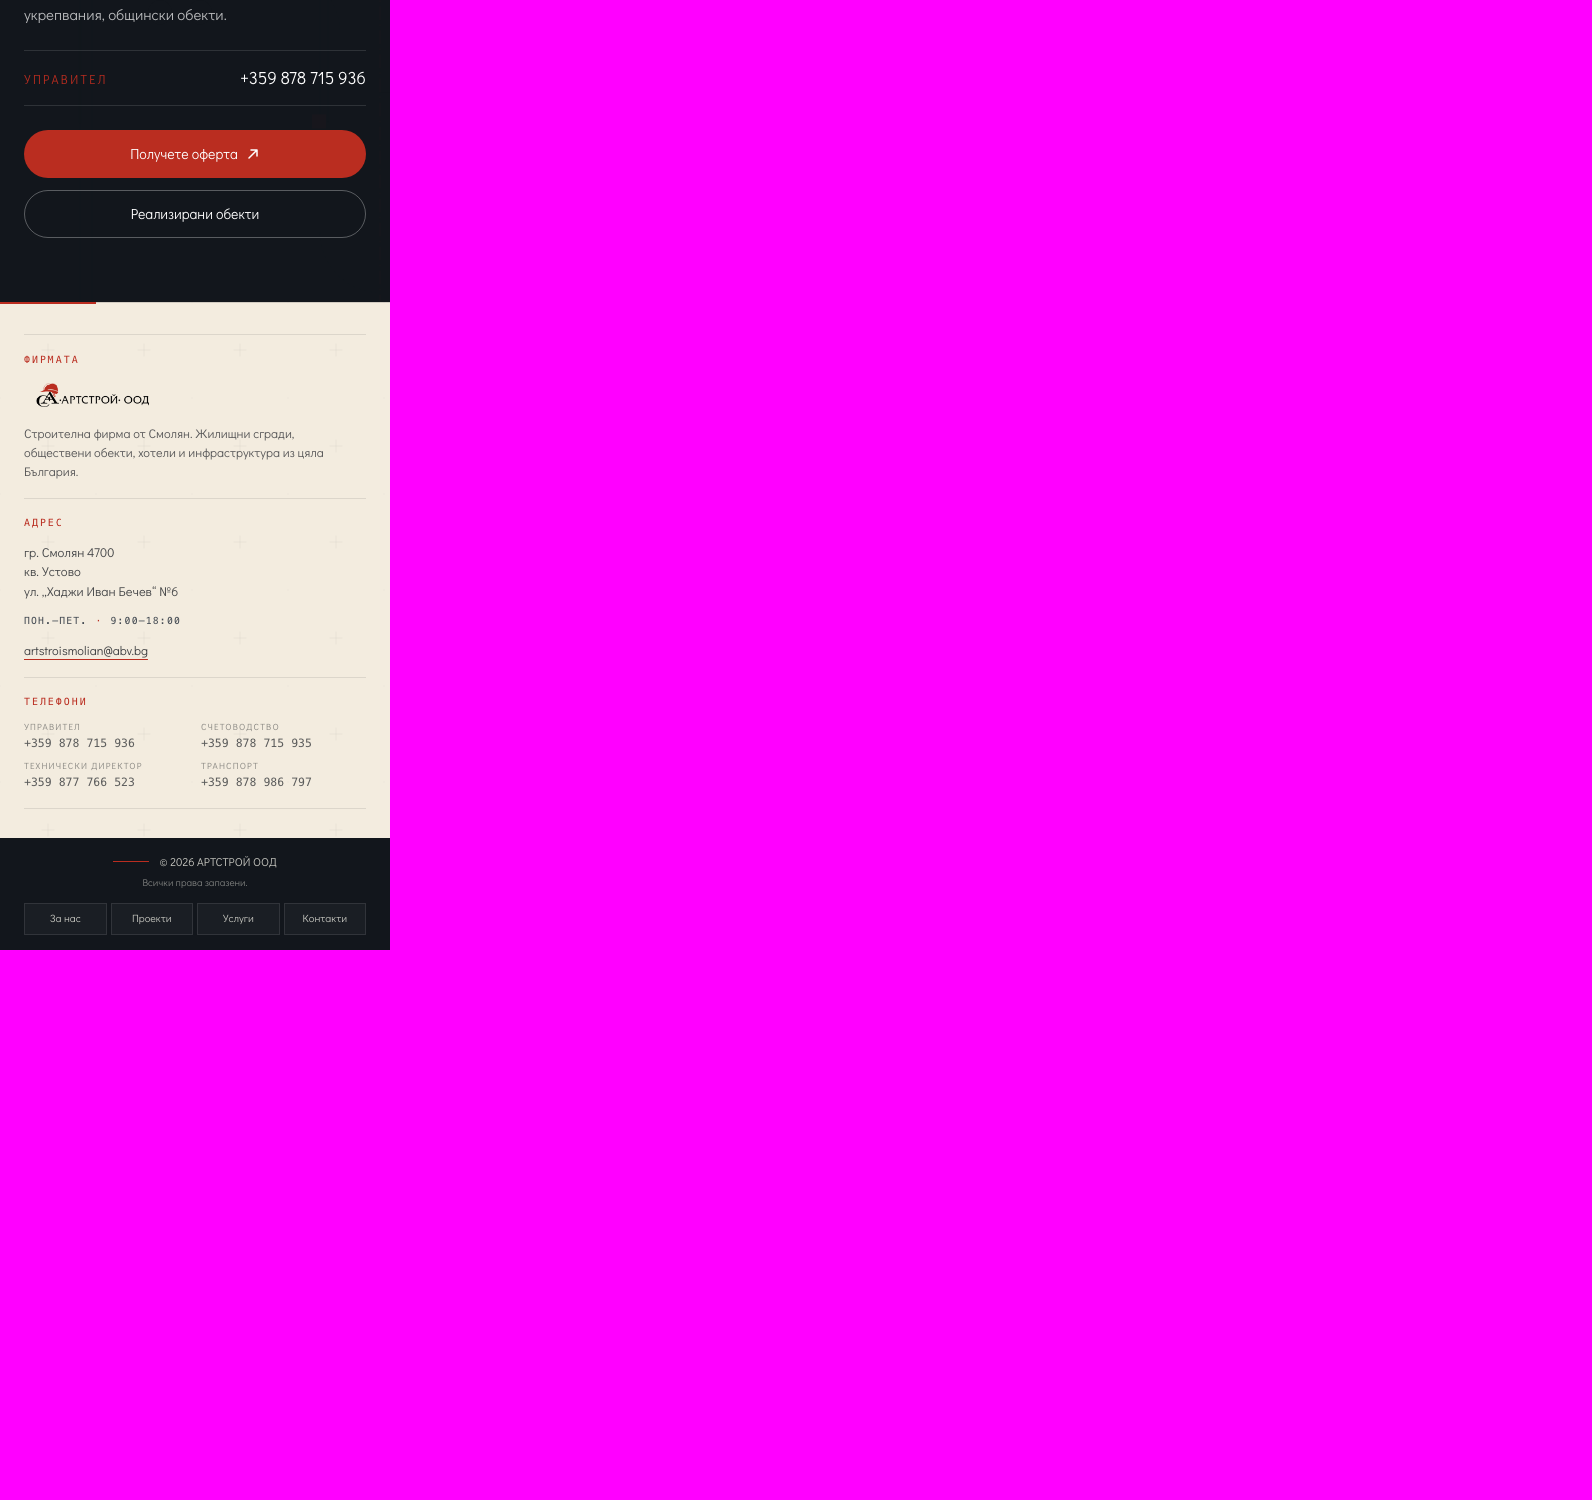 укрепвания, общински обекти.
УПРАВИТЕЛ
+359 878 715 936
Получете оферта
Реализирани обекти
ФИРМАТА
АРТСТРОЙ· ООД
Строителна фирма от Смолян. Жилищни сгради,
обществени обекти, хотели и инфраструктура из цяла
България.
АДРЕС
гр. Смолян 4700
кв. Устово
ул. „Хаджи Иван Бечев“ №6
ПОН.–ПЕТ. · 9:00–18:00
artstroismolian@abv.bg
ТЕЛЕФОНИ
УПРАВИТЕЛ
+359 878 715 936
СЧЕТОВОДСТВО
+359 878 715 935
ТЕХНИЧЕСКИ ДИРЕКТОР
+359 877 766 523
ТРАНСПОРТ
+359 878 986 797
© 2026 АРТСТРОЙ ООД
Всички права запазени.
За нас
Проекти
Услуги
Контакти